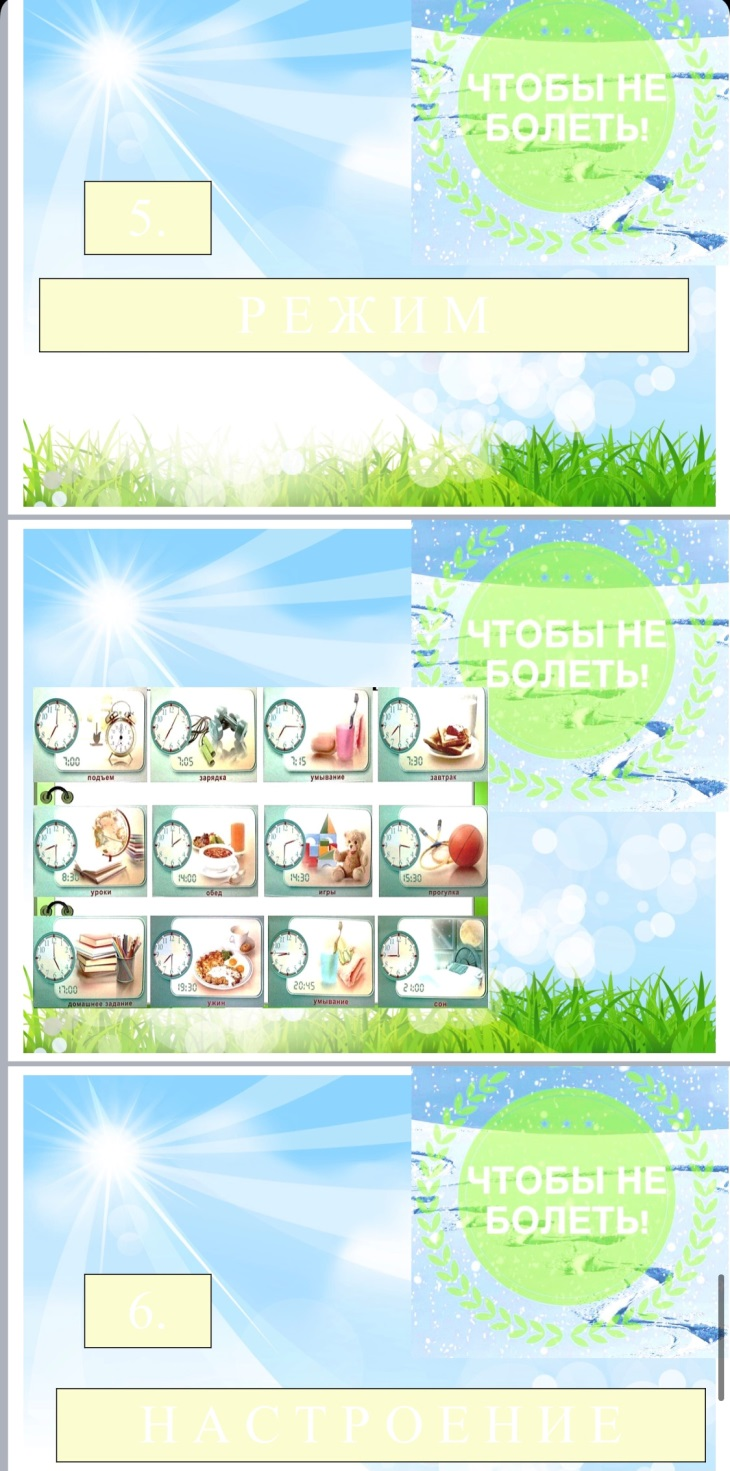 ЧТОБЫ НЕ
БОЛЕТЬ!
5.
РЕЖИМ
ЧТОБЫ НЕ
БОЛЕТЬ!
7:00
7:05
7:15
7:30
подъем
зарядка
умывание
завтрак
8:30
14:00
14:30
15:30
уроки
обед
игры
прогулка
17:00
19:30
20:45
21:00
домашнее задание
ужин
умывание
сон
ЧТОБЫ НЕ
БОЛЕТЬ!
6.
НАСТРОЕНИЕ